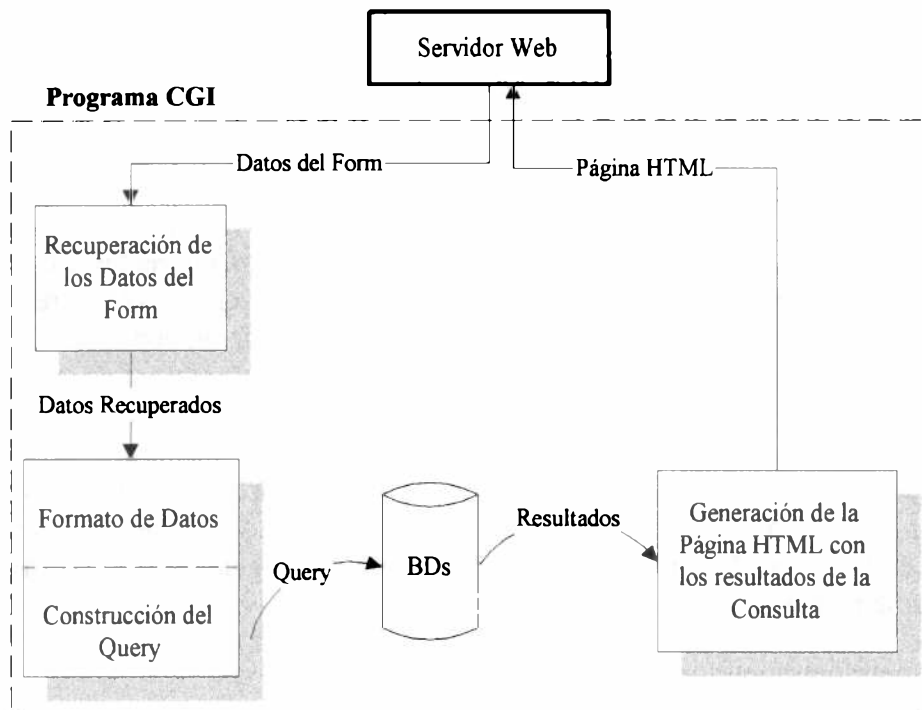 Servidor Web
Programa CGI
Datos del Form
Página HTML
Recuperación de
los Datos del
Form
Datos Recuperados
Formato de Datos
Construcción del
Query
Query
BDs
Resultados
Generación de la
Página HTML con
los resultados de la
Consulta